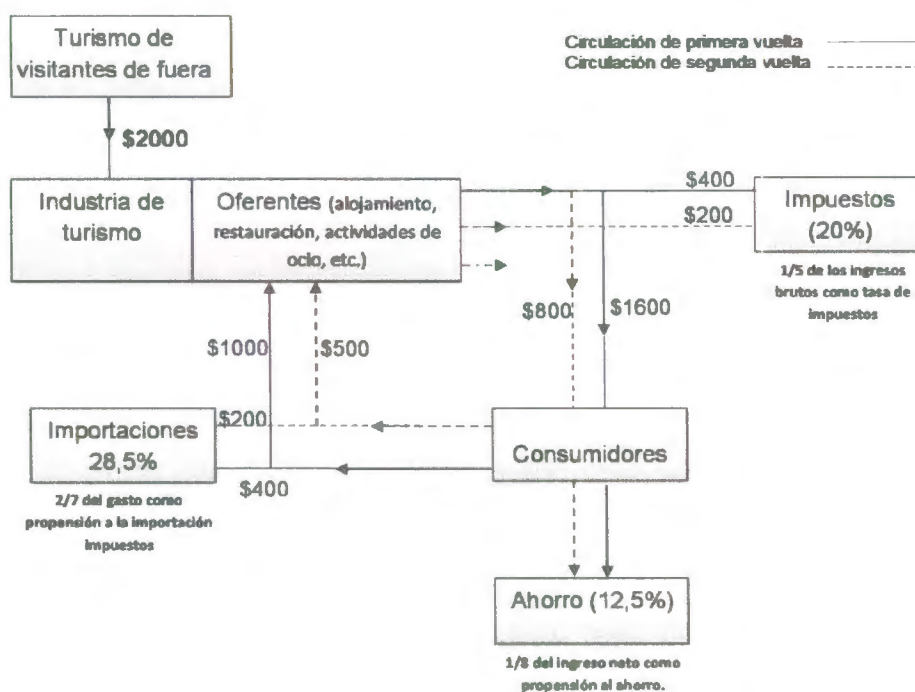 Turismo de
visitantes de fuera
Circulación de primera vuelta
Circulación de segunda vuelta
$2000
Industria de
turismo
Oferentes (alojamiento,
restauración, actividades de
ocio, etc.)
$400
$200
Impuestos
(20%)
1/5 de los ingresos
brutos como tasa de
impuestos
$800
$1600
$1000
$500
Importaciones
28,5%
$200
$400
2/7 del gasto como
propensión a la importación
impuestos
Consumidores
Ahorro (12,5%)
1/8 del ingreso neto como
propensión al ahorro.